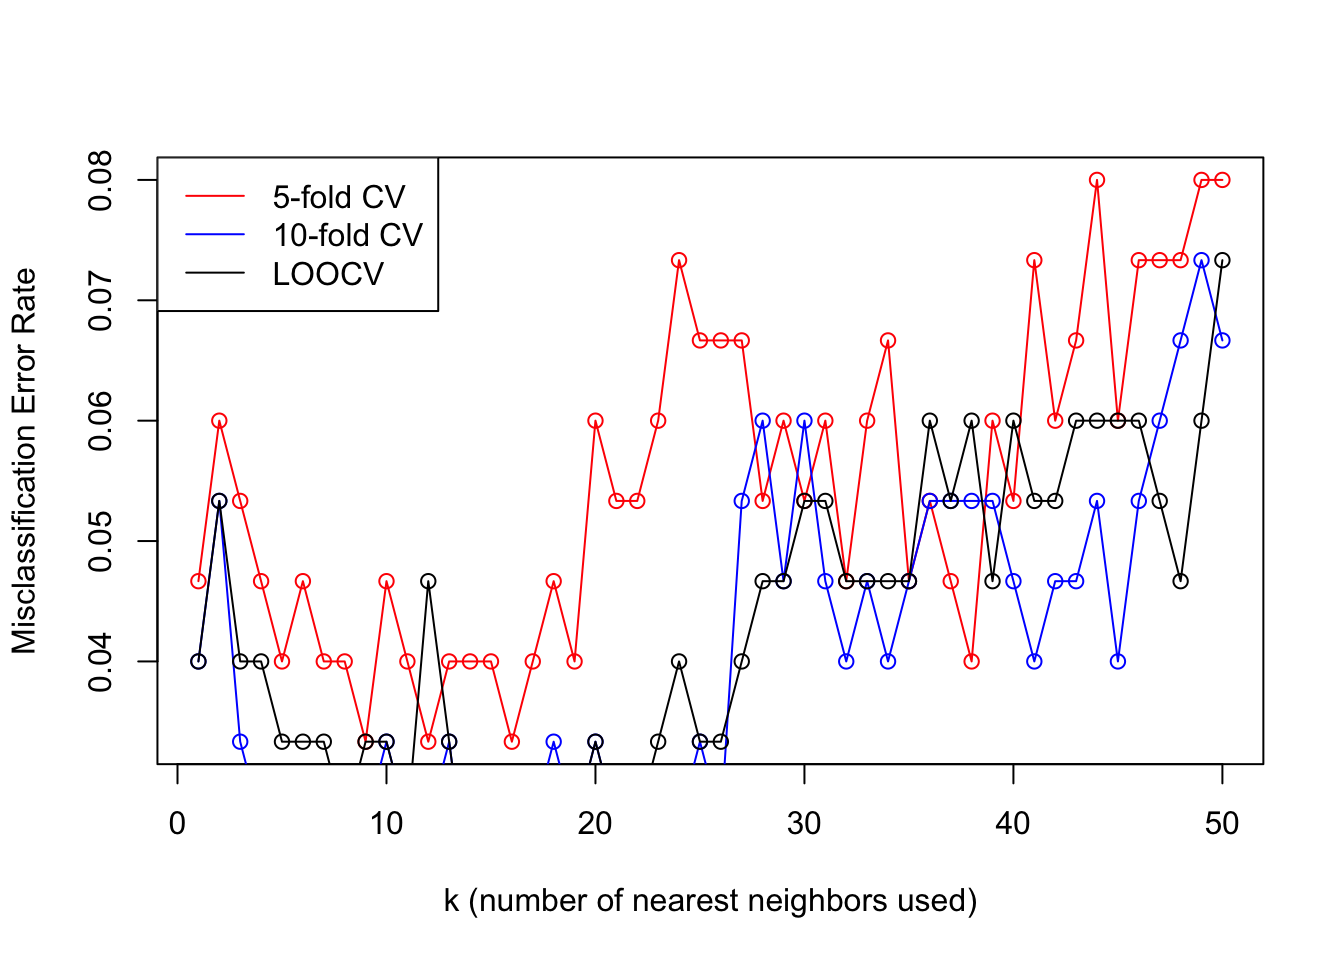 5-fold CV
10-fold CV
LOOCV
Misclassification Error Rate
0.08
0.07
0.06
0.05
0.04
0 10 20 30 40 50
k (number of nearest neighbors used)